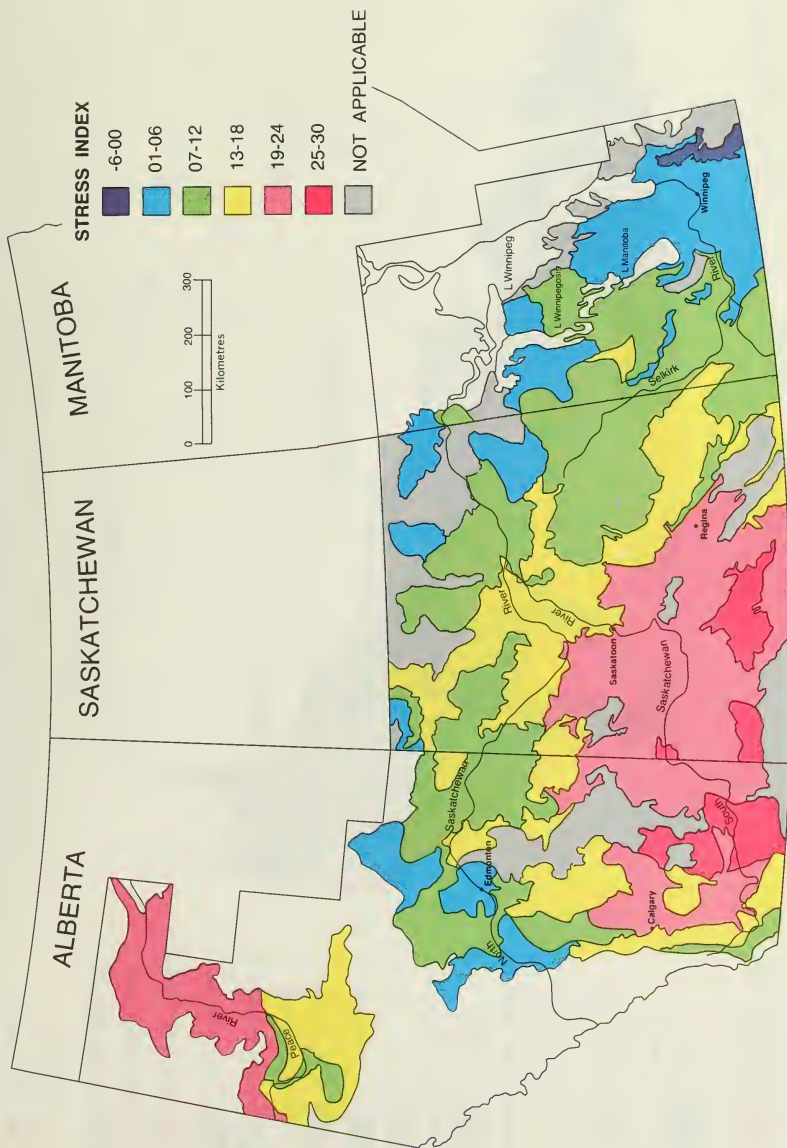 ALBERTA
SASKATCHEWAN
MANITOBA
STRESS INDEX
-6-00
01-06
07-12
13-18
19-24
25-30
NOT APPLICABLE
0 100 200 300
Kilometres
River
Peace
North
Saskatchewan
River
Edmonton
Calgary
South
Saskatchewan
River
Saskatoon
Regina
Selkirk
River
L Winnipeg
L Winnipegosis
L Manitoba
Winnipeg